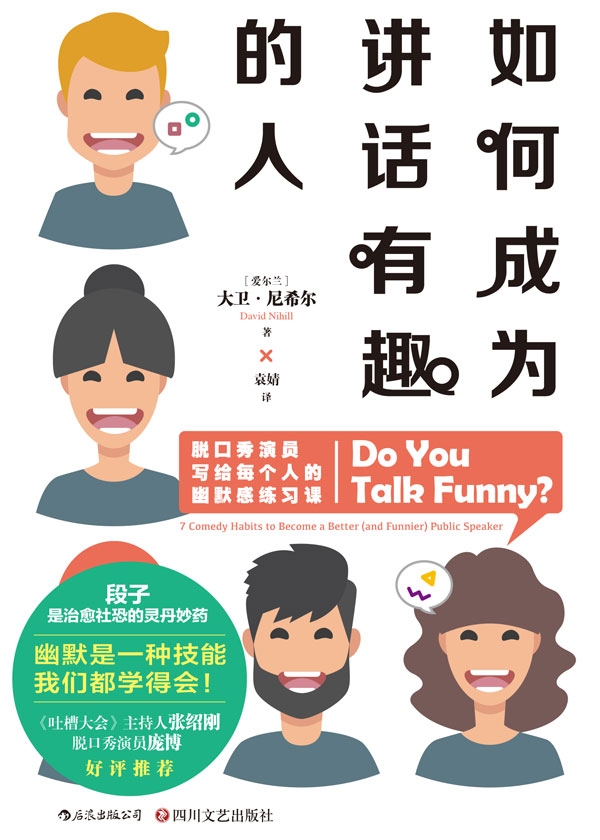 如何成为
讲话有趣
的人
[爱尔兰]
大卫·尼希尔
David Nihill
著
×
袁婧
译
脱口秀演员
写给每个人的
幽默感练习课
Do You
Talk Funny?
7 Comedy Habits to Become a Better (and Funnier) Public Speaker
段子
是治愈社恐的灵丹妙药
幽默是一种技能
我们都学得会！
《吐槽大会》主持人张绍刚
脱口秀演员庞博
好评推荐
后浪出版公司
四川文艺出版社